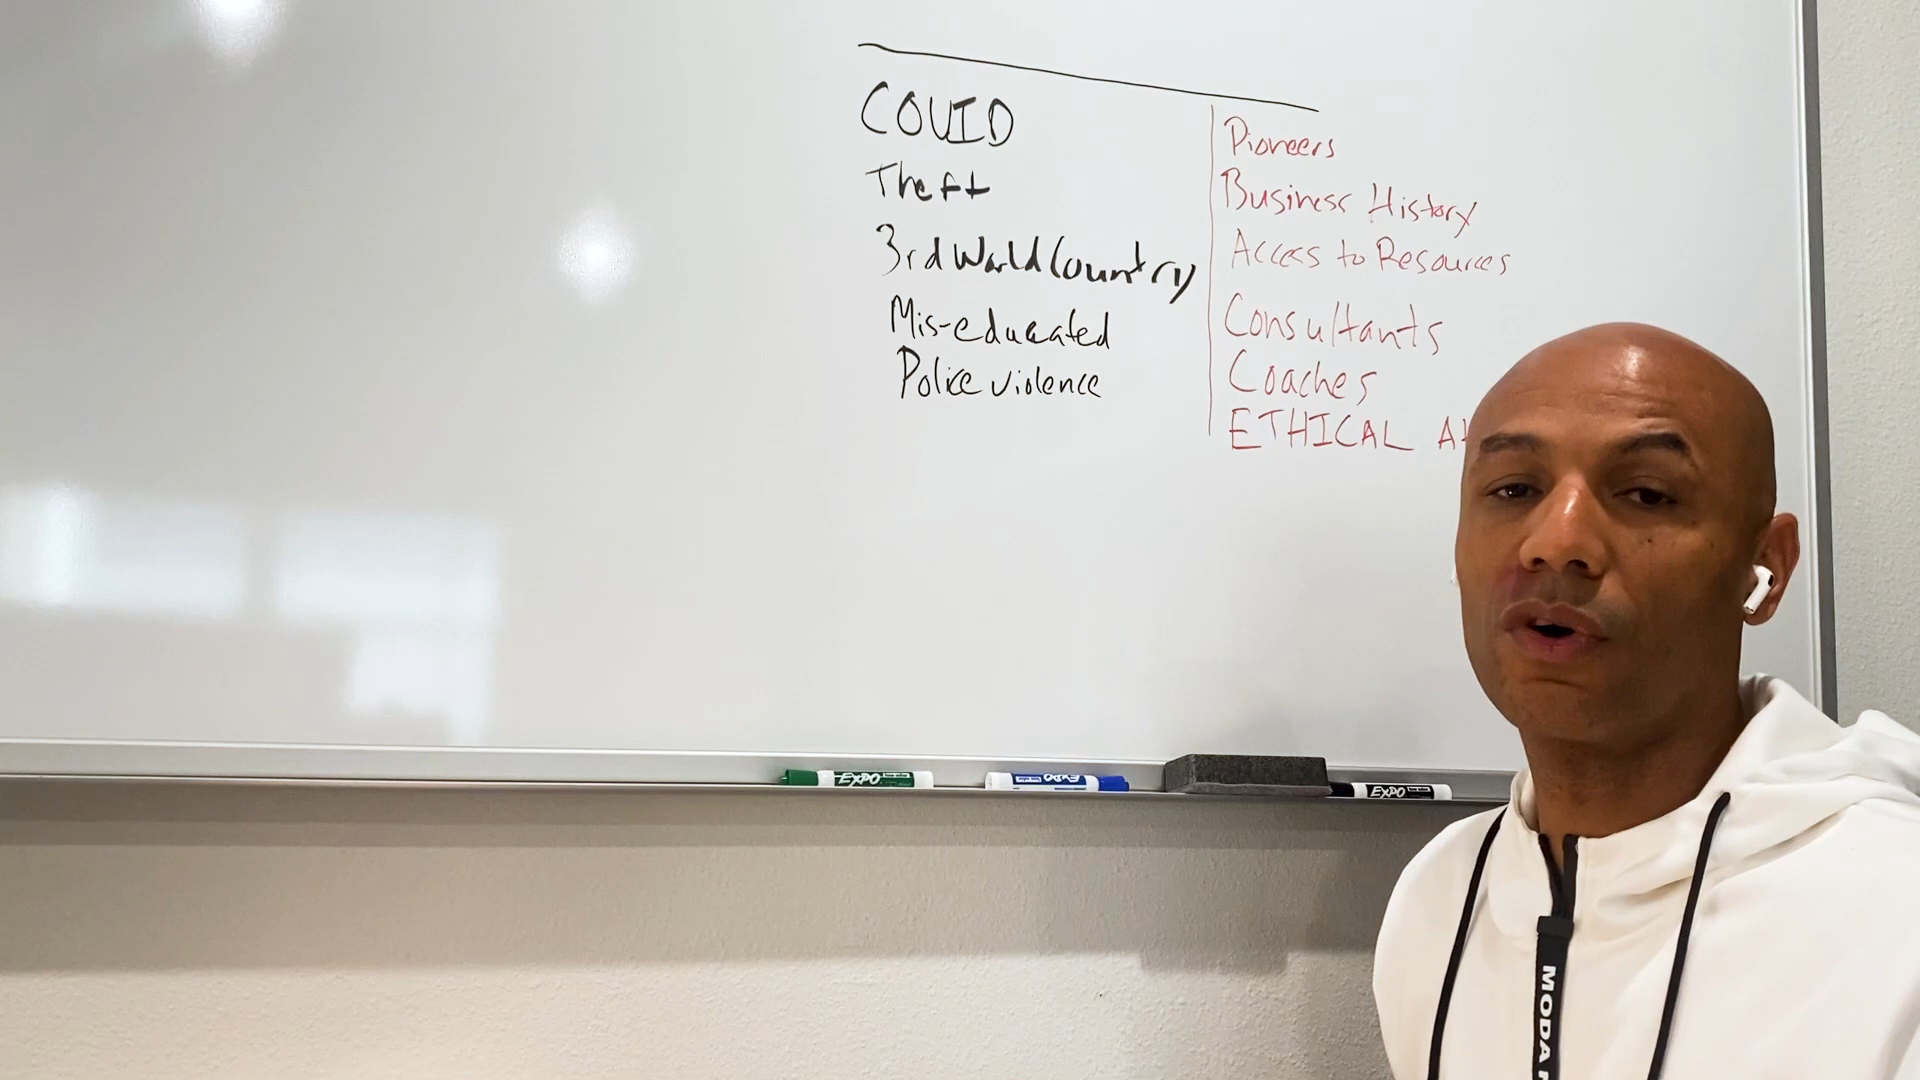 COVID
Theft
3rd World Country
Mis-educated
Police violence
Pioneers
Business History
Access to Resources
Consultants
Coaches
ETHICAL
EXPO
EXPO
EXPO
MODA